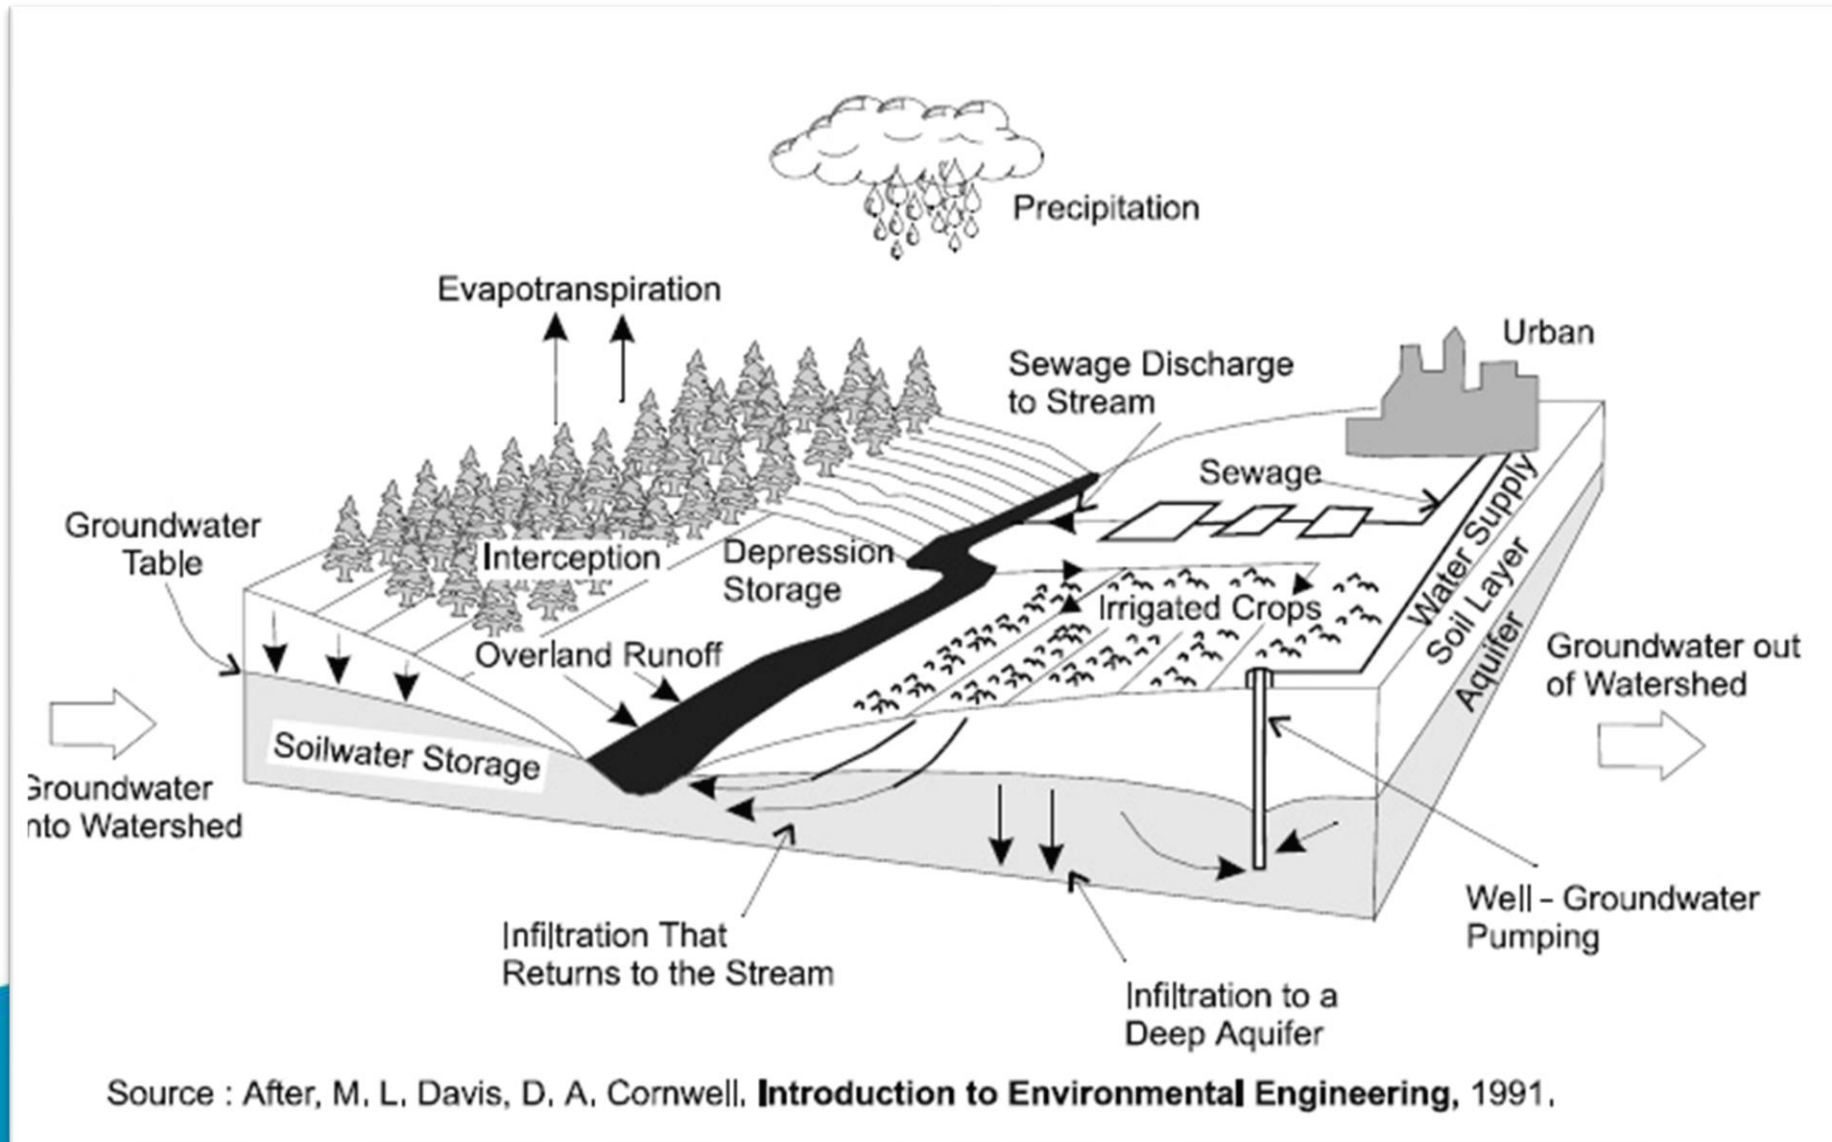 Precipitation
Evapotranspiration
Urban
Sewage Discharge
to Stream
Sewage
Groundwater
Table
Interception
Depression
Storage
Water Supply
Soil Layer
Aquifer
Irrigated Crops
Overland Runoff
Groundwater out
of Watershed
Soilwater Storage
roundwater
nto Watershed
Well – Groundwater
Pumping
Infiltration That
Returns to the Stream
Infiltration to a
Deep Aquifer
Source : After, M. L. Davis, D. A. Cornwell. Introduction to Environmental Engineering, 1991.